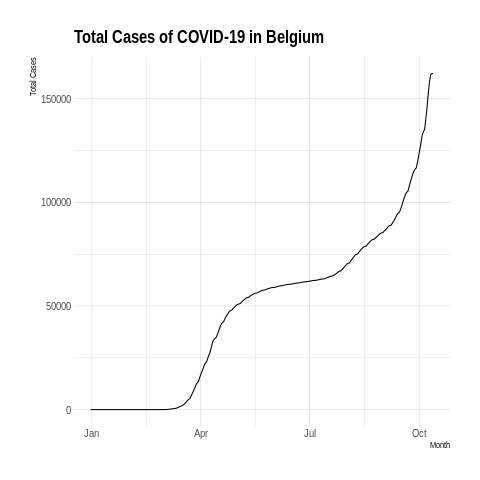 Total Cases of COVID-19 in Belgium
Total Cases
150000
100000
50000
0
Jan Apr Jul Oct
Month